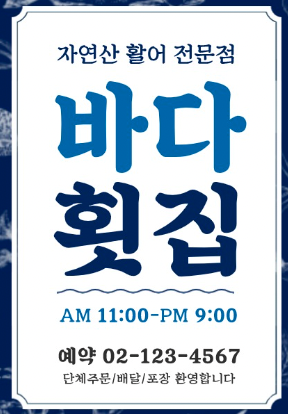 자연산 활어 전문점
바다
횟집
AM 11:00-PM 9:00
예약 02-123-4567
단체주문/배달/포장 환영합니다